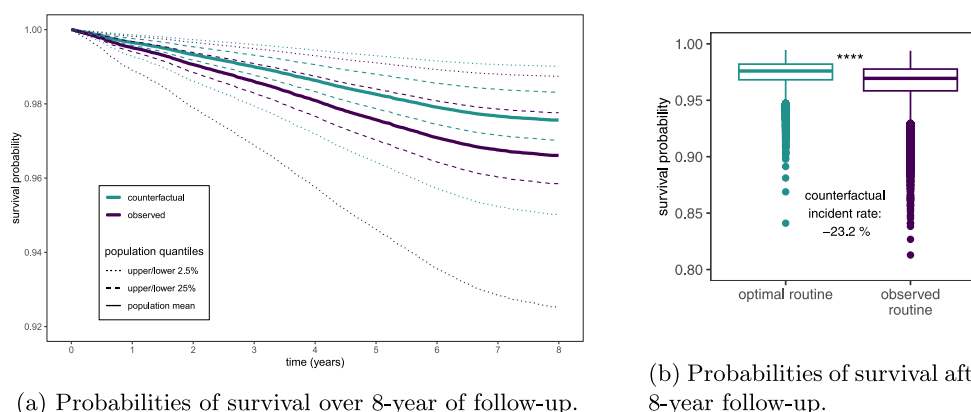 1.00
0.98
0.96
0.94
0.92
survival probability
counterfactual
observed
population quantiles
upper/lower 2.5%
upper/lower 25%
population mean
0 1 2 3 4 5 6 7 8
time (years)
(a) Probabilities of survival over 8-year of follow-up.
1.00
0.95
0.90
0.85
0.80
survival probability
****
counterfactual
incident rate:
−23.2 %
optimal routine
observed
routine
(b) Probabilities of survival aft
8-year follow-up.